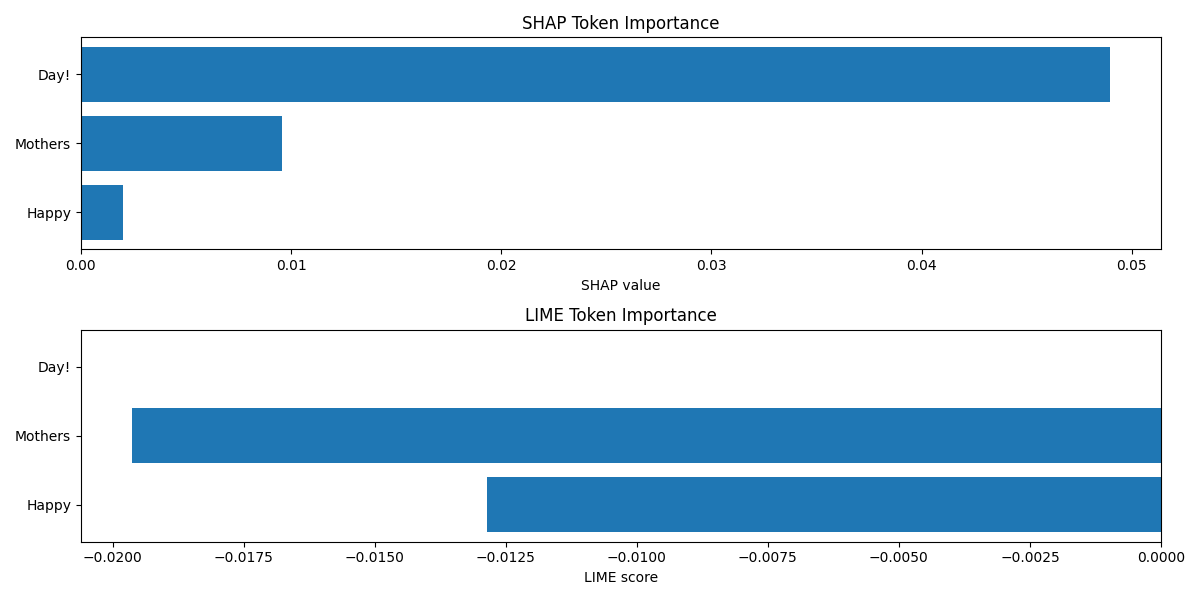 SHAP Token Importance
Day!
Mothers
Happy
0.00 0.01 0.02 0.03 0.04 0.05
SHAP value
LIME Token Importance
Day!
Mothers
Happy
−0.0200 −0.0175 −0.0150 −0.0125 −0.0100 −0.0075 −0.0050 −0.0025 0.0000
LIME score